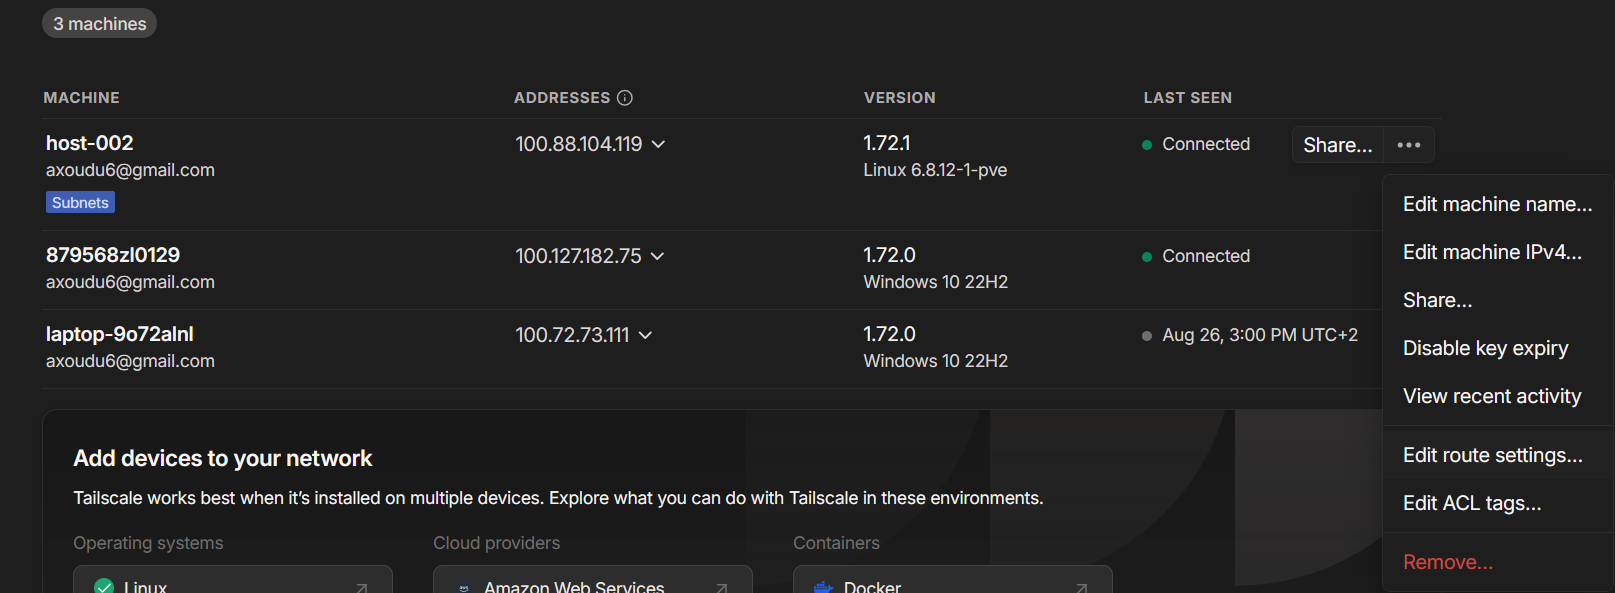 3 machines
MACHINE ADDRESSES VERSION LAST SEEN
host-002 100.88.104.119 1.72.1 Connected Share... •••
axoudu6@gmail.com Linux 6.8.12-1-pve
Subnets
879568zl0129 100.127.182.75 1.72.0 Connected
axoudu6@gmail.com Windows 10 22H2
laptop-9o72alnl 100.72.73.111 1.72.0 Aug 26, 3:00 PM UTC+2
axoudu6@gmail.com Windows 10 22H2
Edit machine name...
Edit machine IPv4...
Share...
Disable key expiry
View recent activity
Edit route settings...
Edit ACL tags...
Remove...
Add devices to your network
Tailscale works best when it’s installed on multiple devices. Explore what you can do with Tailscale in these environments.
Operating systems Cloud providers Containers
Linux Amazon Web Services Docker